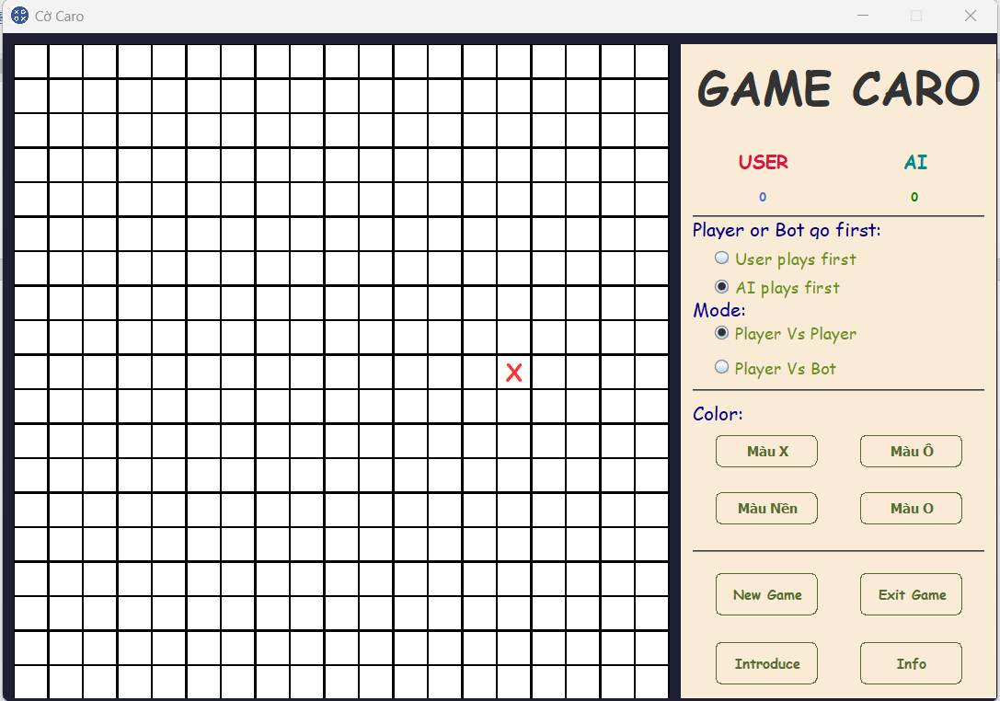 Cờ Caro
GAME CARO
USER AI
0 0
Player or Bot go first:
User plays first
AI plays first
Mode:
Player Vs Player
Player Vs Bot
X
Color:
Màu X Màu Ô
Màu Nên Màu O
New Game Exit Game
Introduce Info